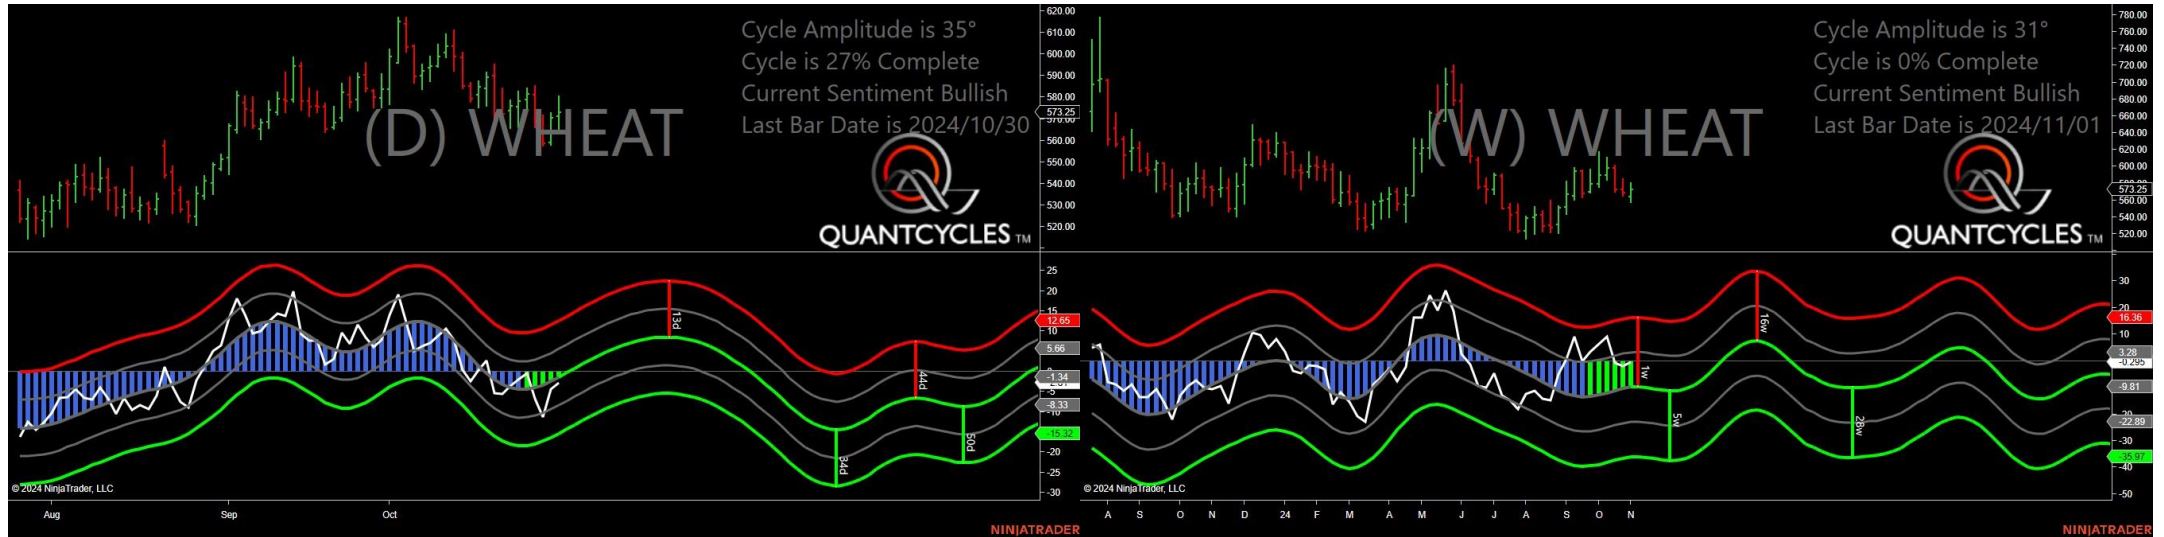 Cycle Amplitude is 35°
Cycle is 27% Complete
Current Sentiment Bullish
Last Bar Date is 2024/10/30
(D) WHEAT
QUANTCYCLES TM
620.00
610.00
600.00
590.00
580.00
573.25
560.00
550.00
540.00
530.00
520.00
25
20
15
12.65
10
5.66
-1.34
-5
-8.33
-15.32
-20
-25
-30
13d
34d
44d
50d
© 2024 NinjaTrader, LLC
Aug
Sep
Oct
NINJATRADER
Cycle Amplitude is 31°
Cycle is 0% Complete
Current Sentiment Bullish
Last Bar Date is 2024/11/01
(W) WHEAT
QUANTCYCLES TM
780.00
760.00
740.00
720.00
700.00
680.00
660.00
640.00
620.00
600.00
573.25
560.00
540.00
520.00
30
20
16.36
10
3.28
-0.295
-9.81
-20
-22.89
-30
-35.97
-40
-50
1w
5w
16w
28w
© 2024 NinjaTrader, LLC
A S O N D 24 F M A M J J A S O N
NINJATRADER